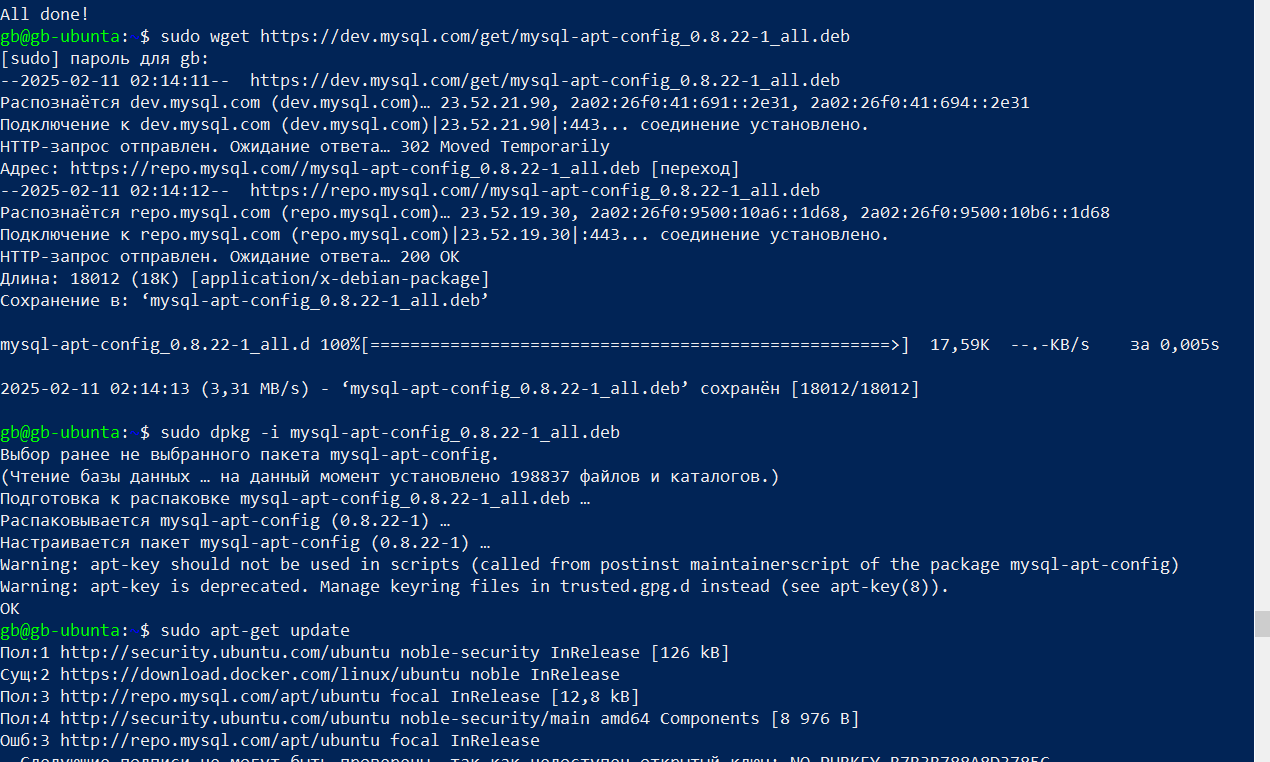 All done!
gb@gb-ubunta:~$ sudo wget https://dev.mysql.com/get/mysql-apt-config_0.8.22-1_all.deb
[sudo] пароль для gb:
--2025-02-11 02:14:11--  https://dev.mysql.com/get/mysql-apt-config_0.8.22-1_all.deb
Распознаётся dev.mysql.com (dev.mysql.com)… 23.52.21.90, 2a02:26f0:41:691::2e31, 2a02:26f0:41:694::2e31
Подключение к dev.mysql.com (dev.mysql.com)|23.52.21.90|:443... соединение установлено.
HTTP-запрос отправлен. Ожидание ответа… 302 Moved Temporarily
Адрес: https://repo.mysql.com//mysql-apt-config_0.8.22-1_all.deb [переход]
--2025-02-11 02:14:12--  https://repo.mysql.com//mysql-apt-config_0.8.22-1_all.deb
Распознаётся repo.mysql.com (repo.mysql.com)… 23.52.19.30, 2a02:26f0:9500:10a6::1d68, 2a02:26f0:9500:10b6::1d68
Подключение к repo.mysql.com (repo.mysql.com)|23.52.19.30|:443... соединение установлено.
HTTP-запрос отправлен. Ожидание ответа… 200 OK
Длина: 18012 (18K) [application/x-debian-package]
Сохранение в: ‘mysql-apt-config_0.8.22-1_all.deb’
mysql-apt-config_0.8.22-1_all.d 100%[====================================================>]  17,59K  --.-KB/s    за 0,005s
2025-02-11 02:14:13 (3,31 MB/s) - ‘mysql-apt-config_0.8.22-1_all.deb’ сохранён [18012/18012]
gb@gb-ubunta:~$ sudo dpkg -i mysql-apt-config_0.8.22-1_all.deb
Выбор ранее не выбранного пакета mysql-apt-config.
(Чтение базы данных … на данный момент установлено 198837 файлов и каталогов.)
Подготовка к распаковке mysql-apt-config_0.8.22-1_all.deb …
Распаковывается mysql-apt-config (0.8.22-1) …
Настраивается пакет mysql-apt-config (0.8.22-1) …
Warning: apt-key should not be used in scripts (called from postinst maintainerscript of the package mysql-apt-config)
Warning: apt-key is deprecated. Manage keyring files in trusted.gpg.d instead (see apt-key(8)).
OK
gb@gb-ubunta:~$ sudo apt-get update
Пол:1 http://security.ubuntu.com/ubuntu noble-security InRelease [126 kB]
Сущ:2 https://download.docker.com/linux/ubuntu noble InRelease
Пол:3 http://repo.mysql.com/apt/ubuntu focal InRelease [12,8 kB]
Пол:4 http://security.ubuntu.com/ubuntu noble-security/main amd64 Components [8 976 B]
Ошб:3 http://repo.mysql.com/apt/ubuntu focal InRelease
Следующие подписи не могут быть проверены, так как недоступен открытый ключ: NO_PUBKEY B7B3B788A8D3785C